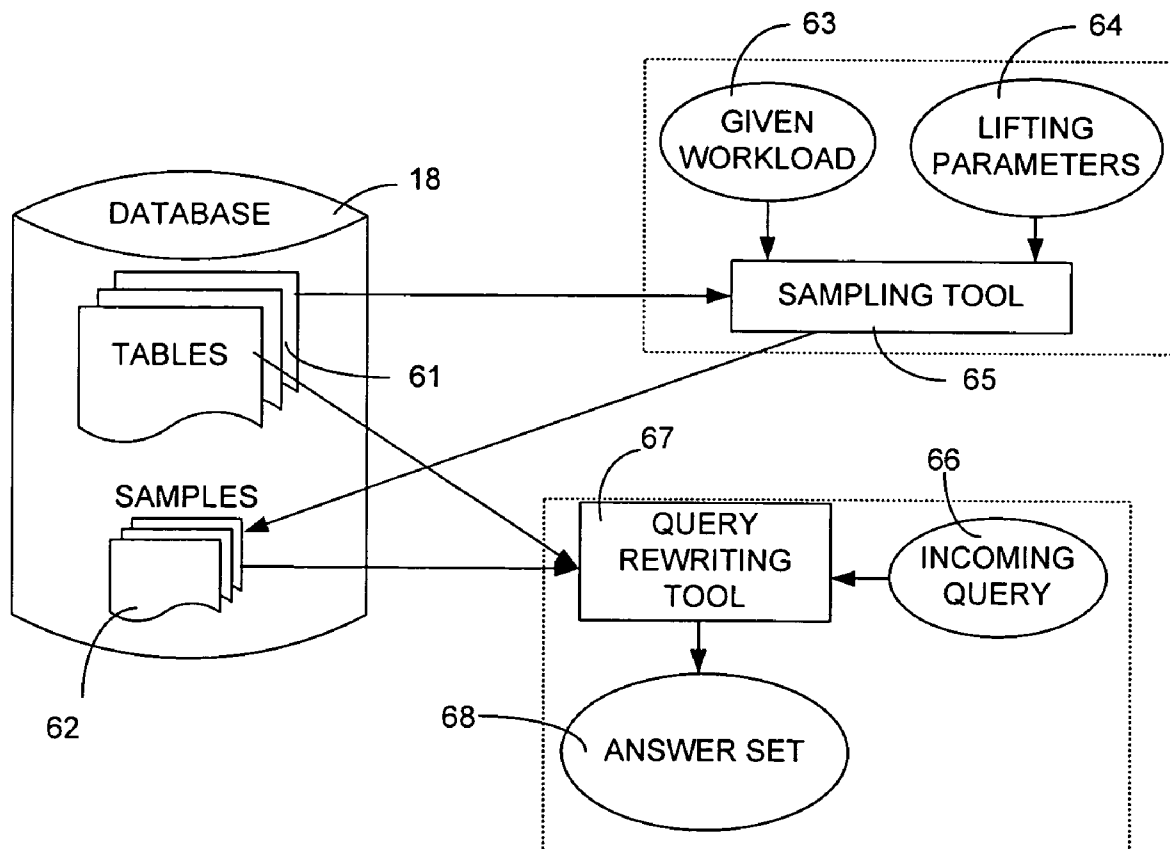 63
64
GIVEN
WORKLOAD
LIFTING
PARAMETERS
18
DATABASE
SAMPLING TOOL
TABLES
61
65
67
66
SAMPLES
QUERY
REWRITING
TOOL
INCOMING
QUERY
62
68
ANSWER SET